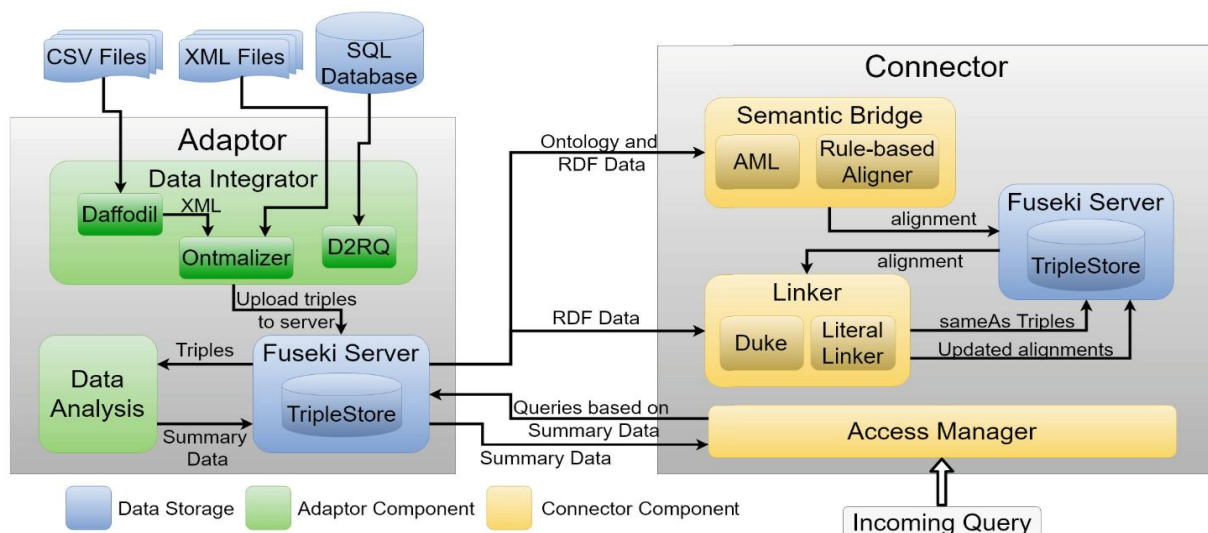 CSV Files
XML Files
SQL
Database
Adaptor
Data Integrator
Daffodil
XML
Ontmalizer
D2RQ
Upload triples
to server
Data
Analysis
Triples
Summary
Data
Fuseki Server
TripleStore
Ontology and
RDF Data
RDF Data
Queries based on
Summary Data
Summary Data
Connector
Semantic Bridge
AML
Rule-based
Aligner
alignment
Fuseki Server
TripleStore
alignment
Linker
Duke
Literal
Linker
sameAs Triples
Updated alignments
Access Manager
Incoming Query
Data Storage
Adaptor Component
Connector Component